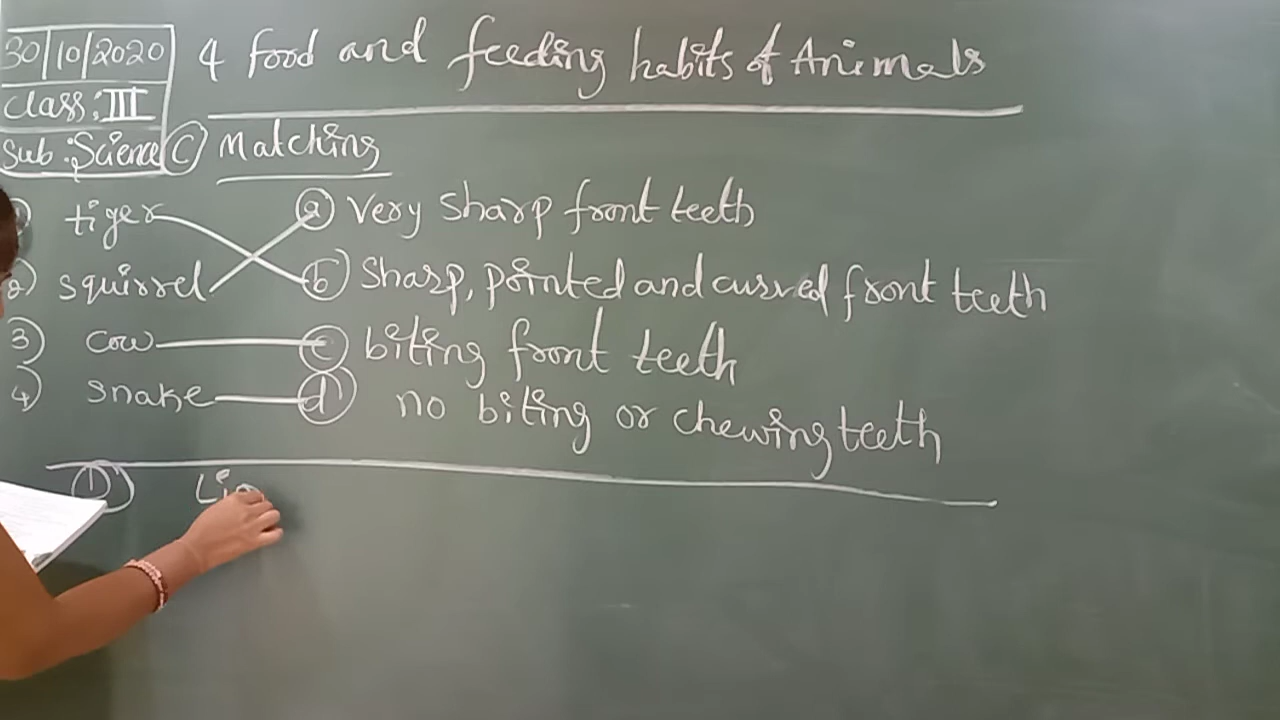 30/10/2020
Class: III
Sub: Science
4 Food and feeding habits of Animals
C) Matching
1) tiger a) Very sharp front teeth
2) squirrel b) sharp, pointed and curved front teeth
3) cow c) biting front teeth
4) snake d) no biting or chewing teeth
D) Lio